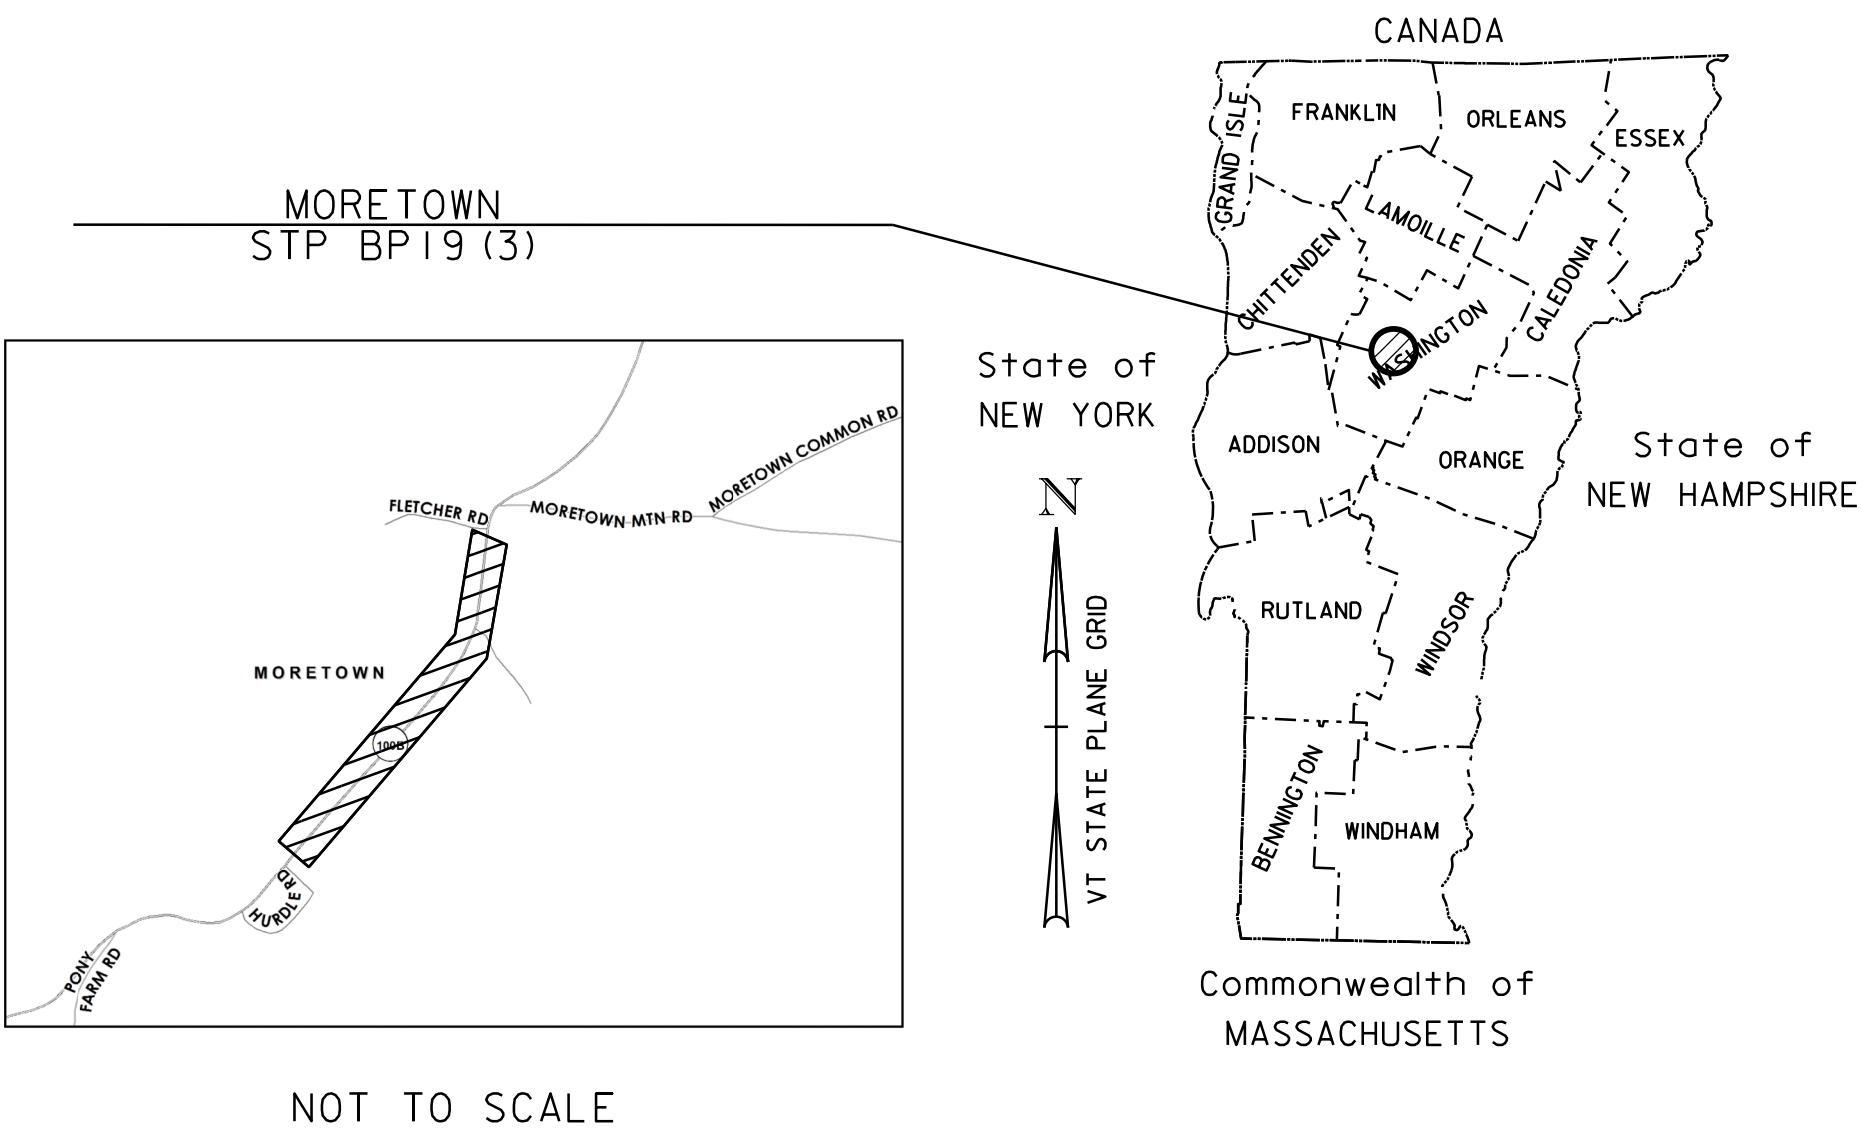 CANADA
GRAND ISLE
FRANKLIN
ORLEANS
ESSEX
MORETOWN
STP BP19(3)
LAMOILLE
CHITTENDEN
CALEDONIA
WASHINGTON
State of
NEW YORK
ADDISON
ORANGE
State of
NEW HAMPSHIRE
MORETOWN COMMON RD
FLETCHER RD
MORETOWN MTN RD
N
VT STATE PLANE GRID
RUTLAND
WINDSOR
MORETOWN
100B
BENNINGTON
WINDHAM
HURDLE RD
PONY
FARM RD
Commonwealth of
MASSACHUSETTS
NOT TO SCALE